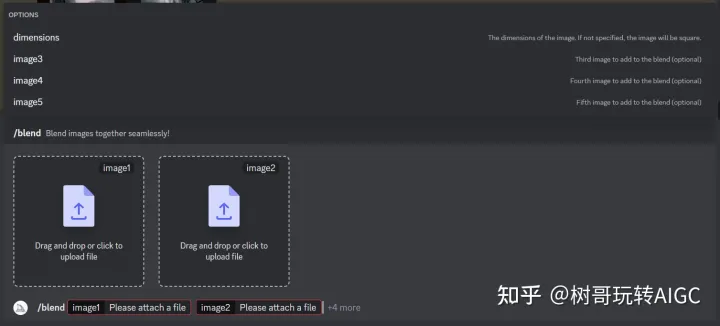 OPTIONS
dimensions The dimensions of the image. If not specified, the image will be square.
image3 Third image to add to the blend (optional)
image4 Fourth image to add to the blend (optional)
image5 Fifth image to add to the blend (optional)
/blend Blend images together seamlessly!
image1 image2
Drag and drop or click to upload file
Drag and drop or click to upload file
/blend image1 Please attach a file image2 Please attach a file +4 more
知乎 @树哥玩转AIGC